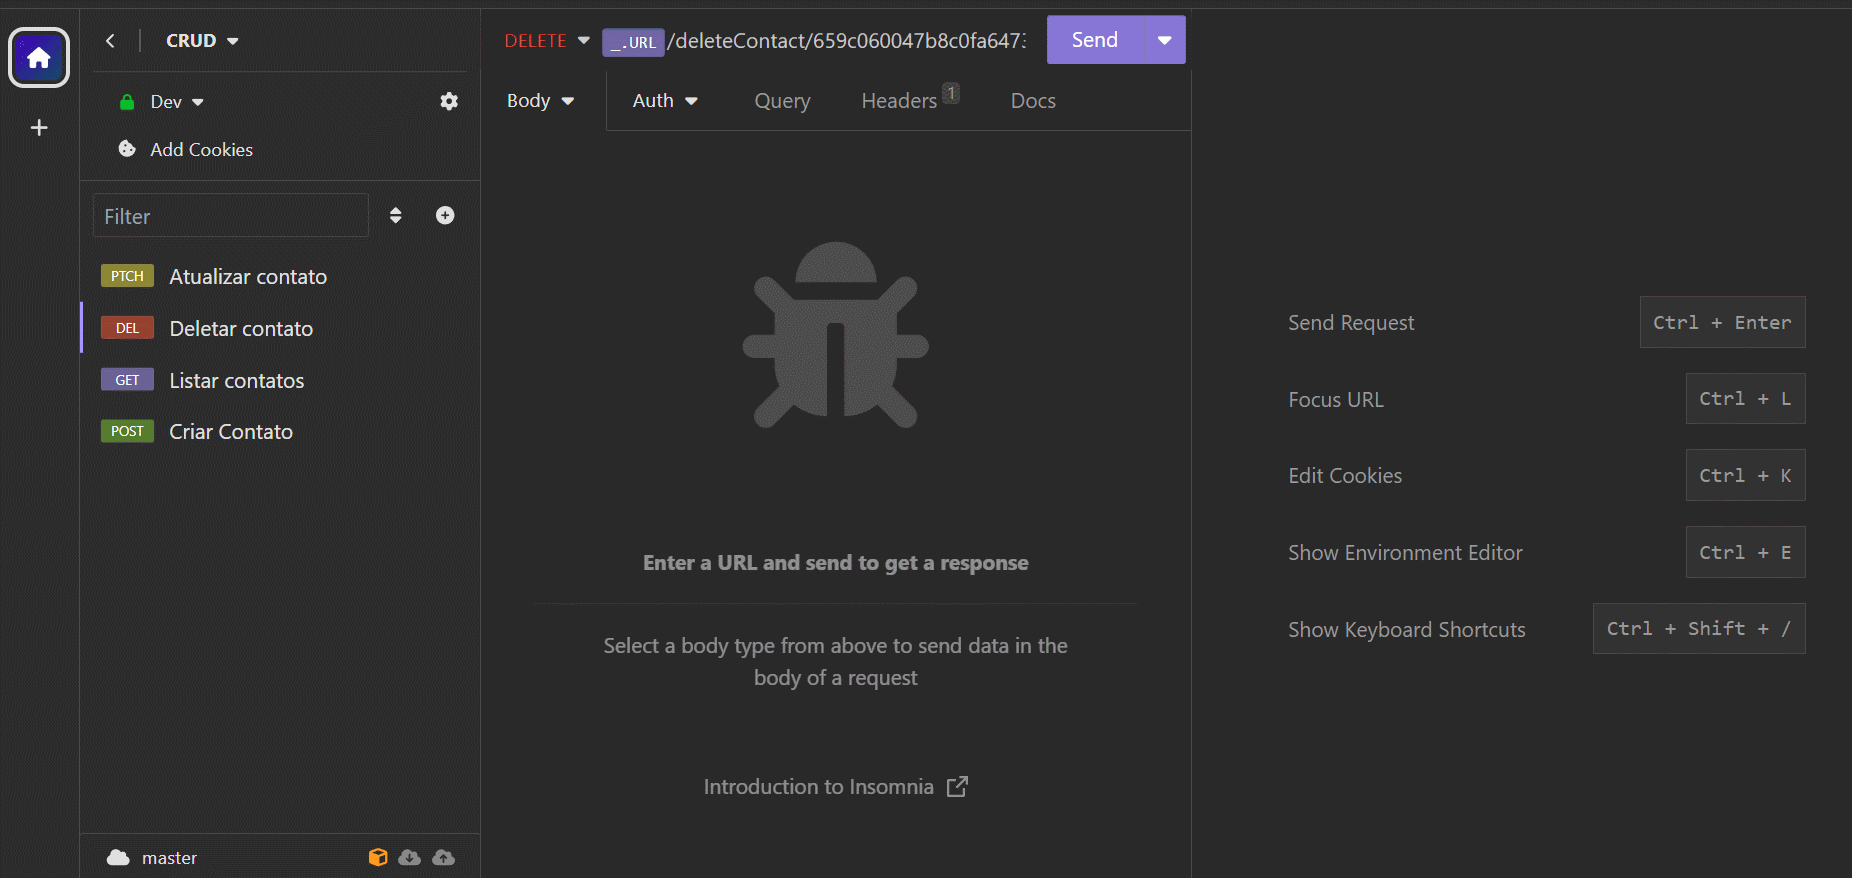 CRUD
Dev
Add Cookies
Filter
PTCH Atualizar contato
DEL Deletar contato
GET Listar contatos
POST Criar Contato
master
DELETE _.URL /deleteContact/659c060047b8c0fa647 Send
Body Auth Query Headers 1 Docs
Enter a URL and send to get a response
Select a body type from above to send data in the
body of a request
Introduction to Insomnia
Send Request Ctrl + Enter
Focus URL Ctrl + L
Edit Cookies Ctrl + K
Show Environment Editor Ctrl + E
Show Keyboard Shortcuts Ctrl + Shift + /